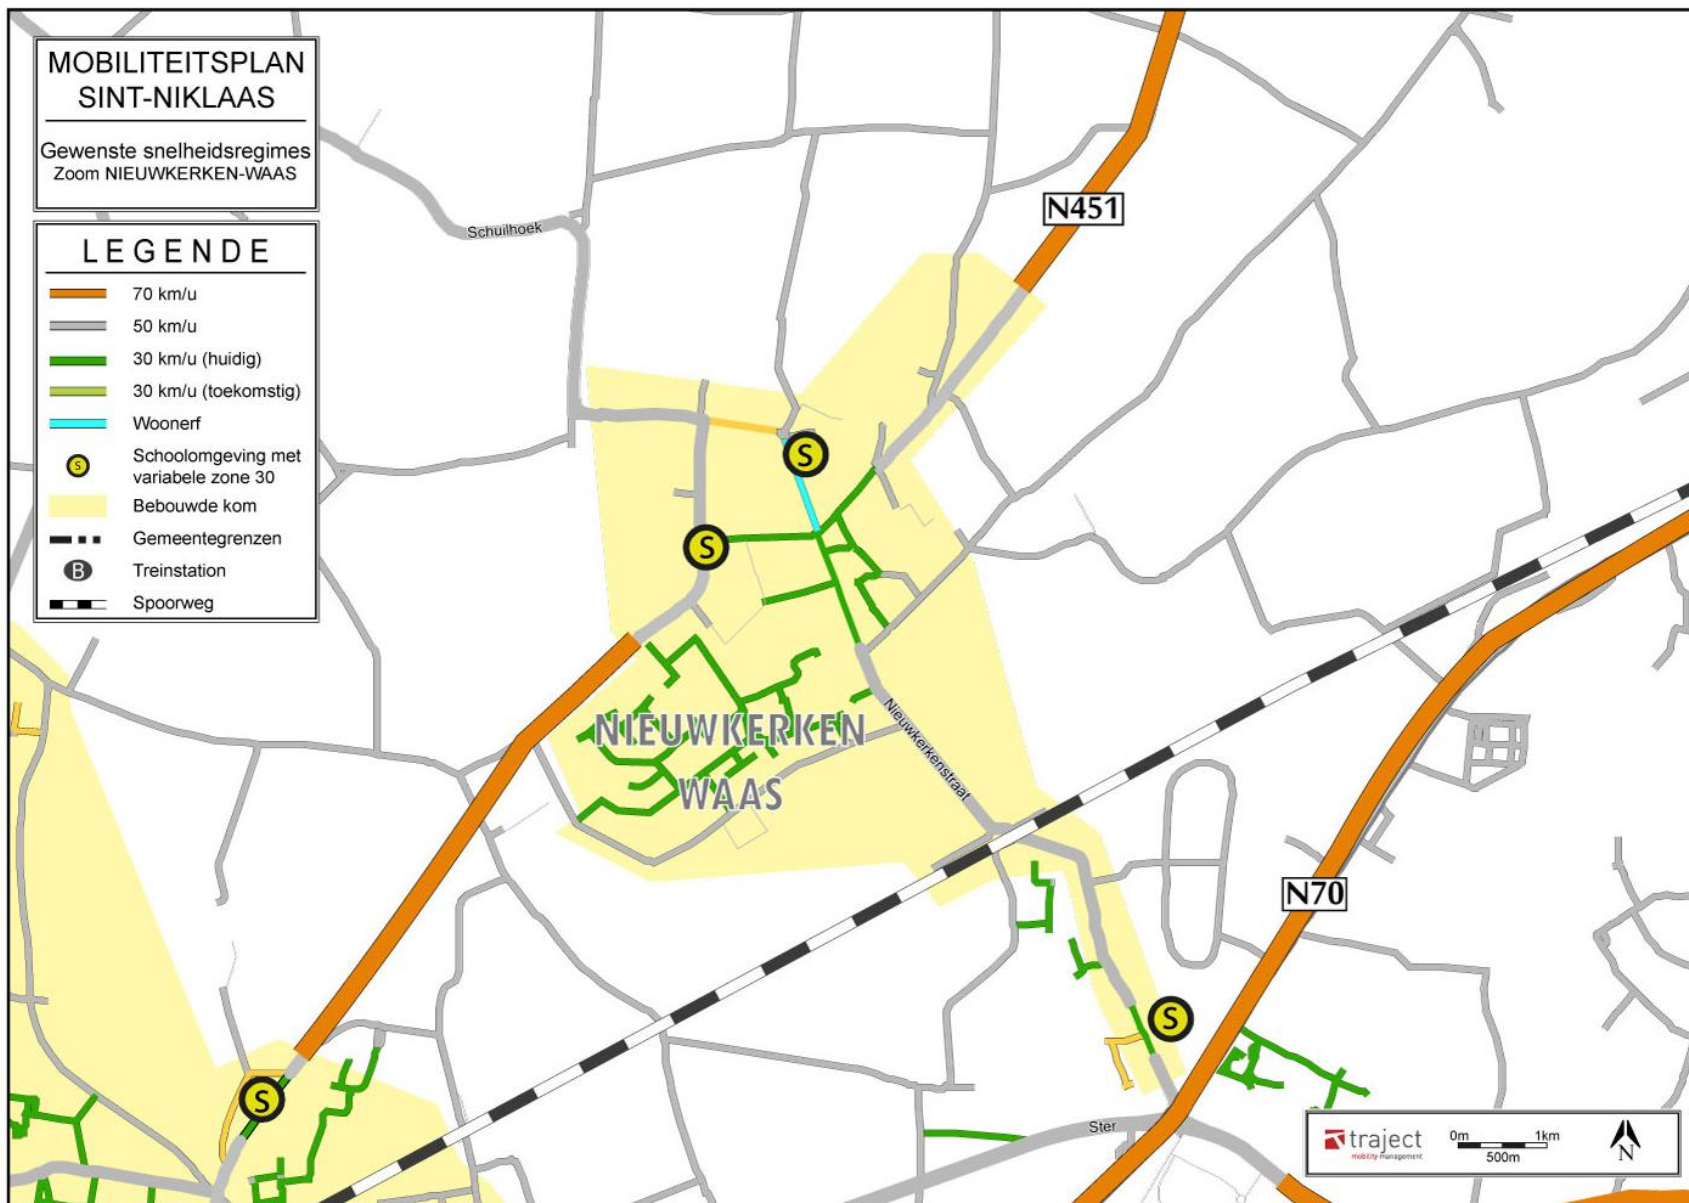 MOBILITEITSPLAN
SINT-NIKLAAS
Gewenste snelheidsregimes
Zoom NIEUWKERKEN-WAAS
LEGENDE
70 km/u
50 km/u
30 km/u (huidig)
30 km/u (toekomstig)
Woonerf
S
Schoolomgeving met
variabele zone 30
Bebouwde kom
Gemeentegrenzen
B
Treinstation
Spoorweg
Schuilhoek
N451
S
S
NIEUWKERKEN
WAAS
Nieuwkerkenstraat
N70
S
S
Ster
traject
mobility management
0m
1km
500m
N